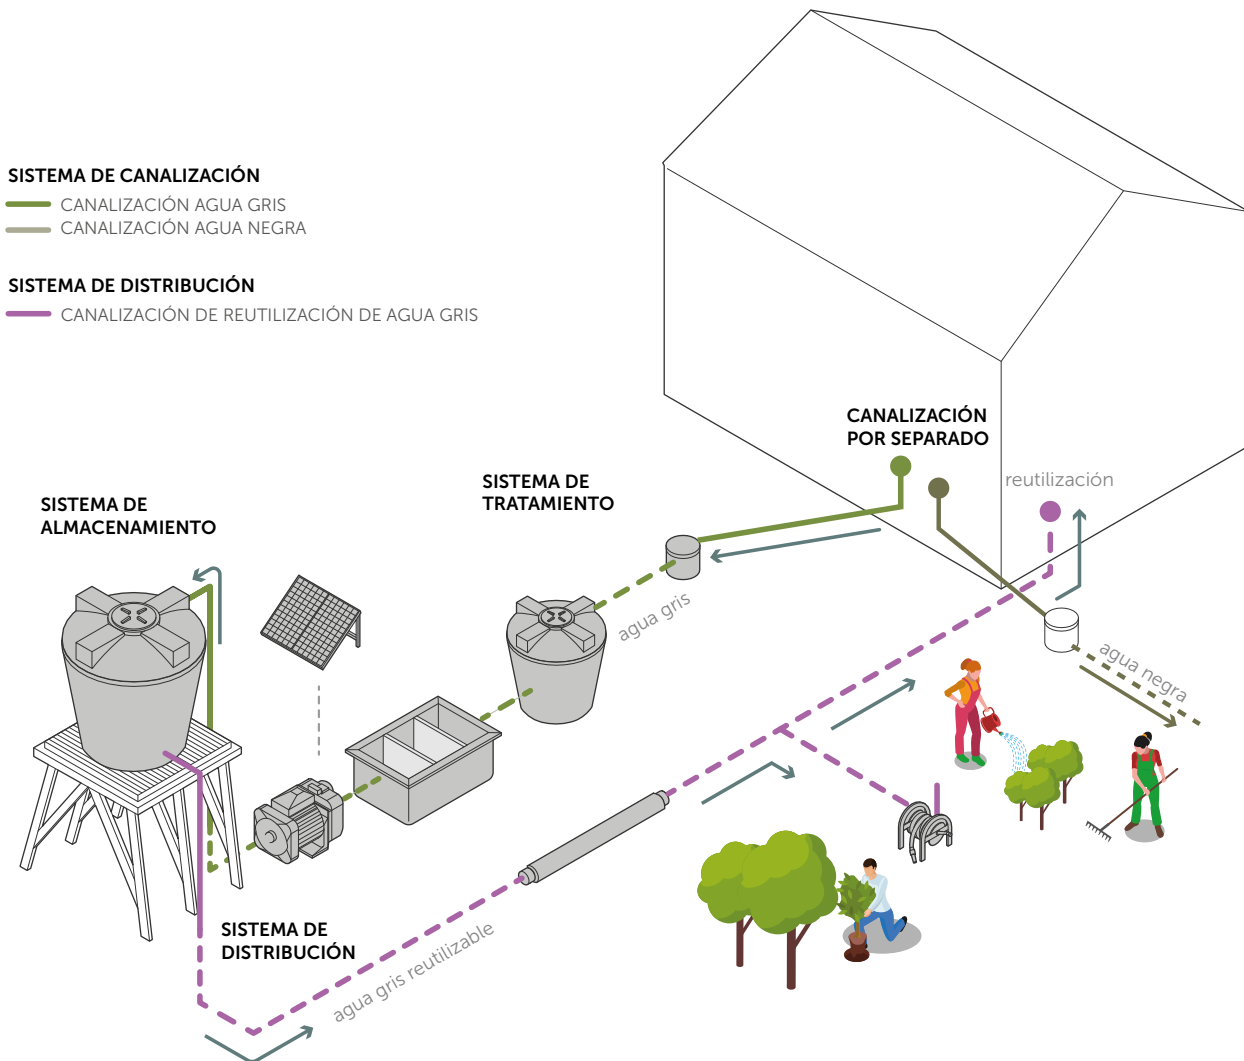 SISTEMA DE CANALIZACIÓN
CANALIZACIÓN AGUA GRIS
CANALIZACIÓN AGUA NEGRA
SISTEMA DE DISTRIBUCIÓN
CANALIZACIÓN DE REUTILIZACIÓN DE AGUA GRIS
CANALIZACIÓN
POR SEPARADO
reutilización
SISTEMA DE
TRATAMIENTO
SISTEMA DE
ALMACENAMIENTO
agua gris
agua negra
SISTEMA DE
DISTRIBUCIÓN
agua gris reutilizable